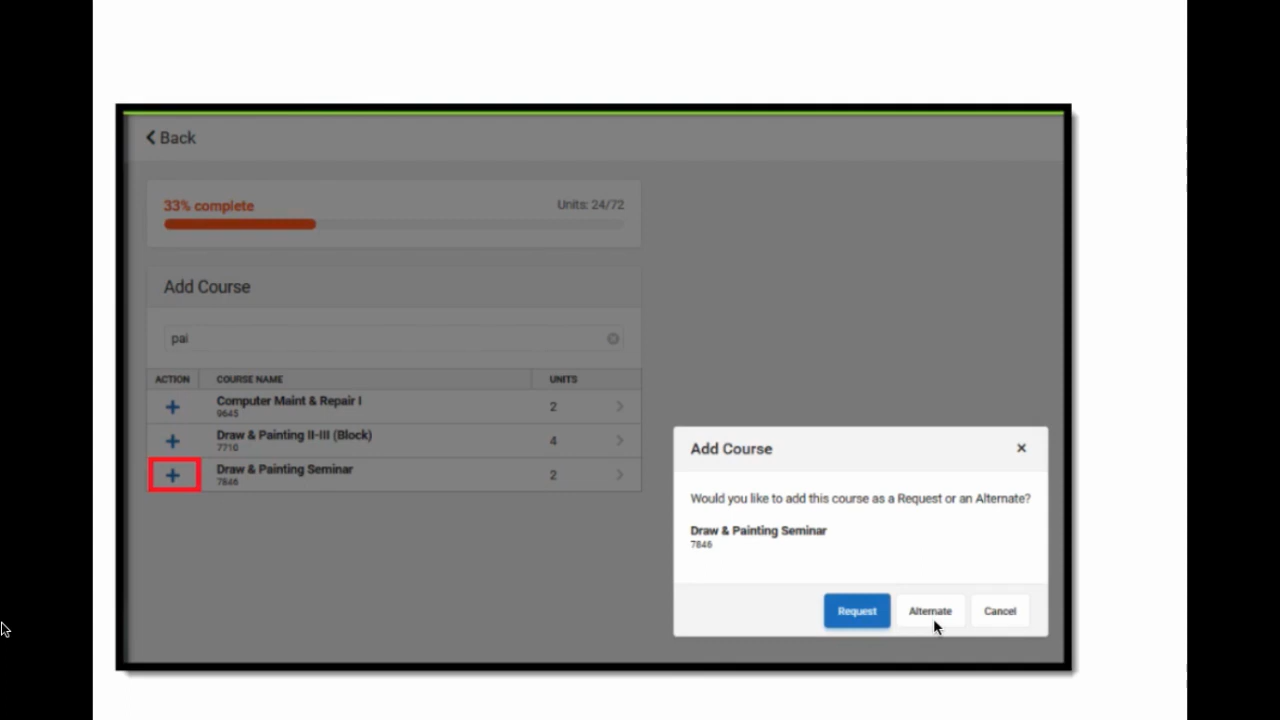 Back
33% complete Units: 24/72
Add Course
pai
ACTION COURSE NAME UNITS
Computer Maint & Repair I 2
9645
Draw & Painting II-III (Block) 4
7710
Draw & Painting Seminar 2
7846
Add Course
Would you like to add this course as a Request or an Alternate?
Draw & Painting Seminar
7846
Request Alternate Cancel